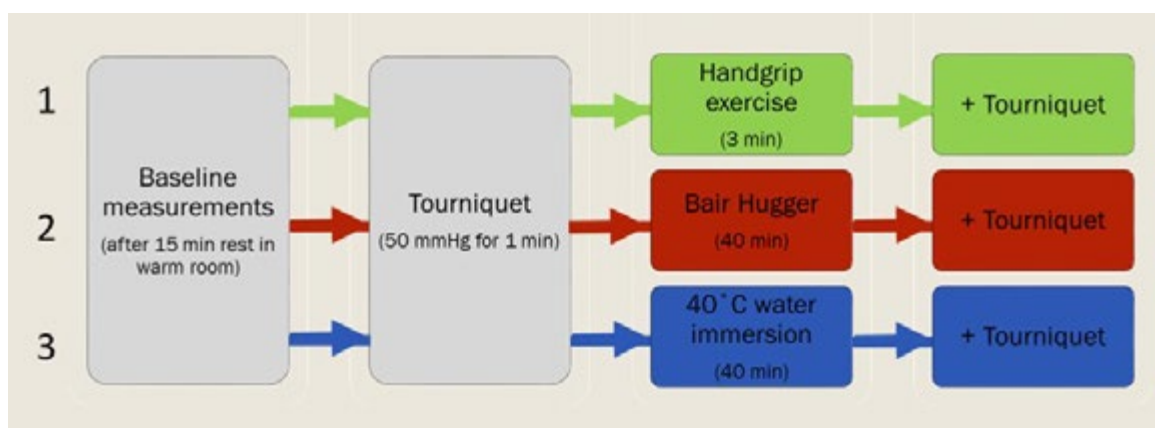 1
2
3
Baseline
measurements
(after 15 min rest in
warm room)
Tourniquet
(50 mmHg for 1 min)
Handgrip
exercise
(3 min)
+ Tourniquet
Bair Hugger
(40 min)
+ Tourniquet
40˚C water
immersion
(40 min)
+ Tourniquet